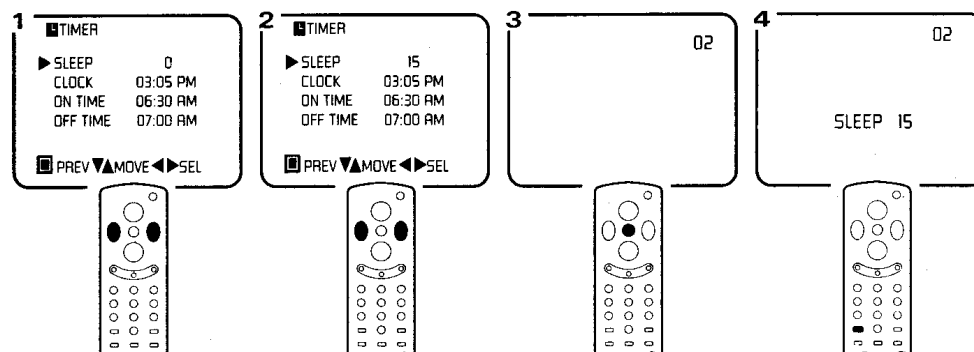 1
TIMER
▶ SLEEP 0
CLOCK 03:05 PM
ON TIME 06:30 AM
OFF TIME 07:00 AM
PREV ▼▲MOVE ◀▶SEL
2
TIMER
▶ SLEEP 15
CLOCK 03:05 PM
ON TIME 06:30 AM
OFF TIME 07:00 AM
PREV ▼▲MOVE ◀▶SEL
3
02
4
02
SLEEP 15